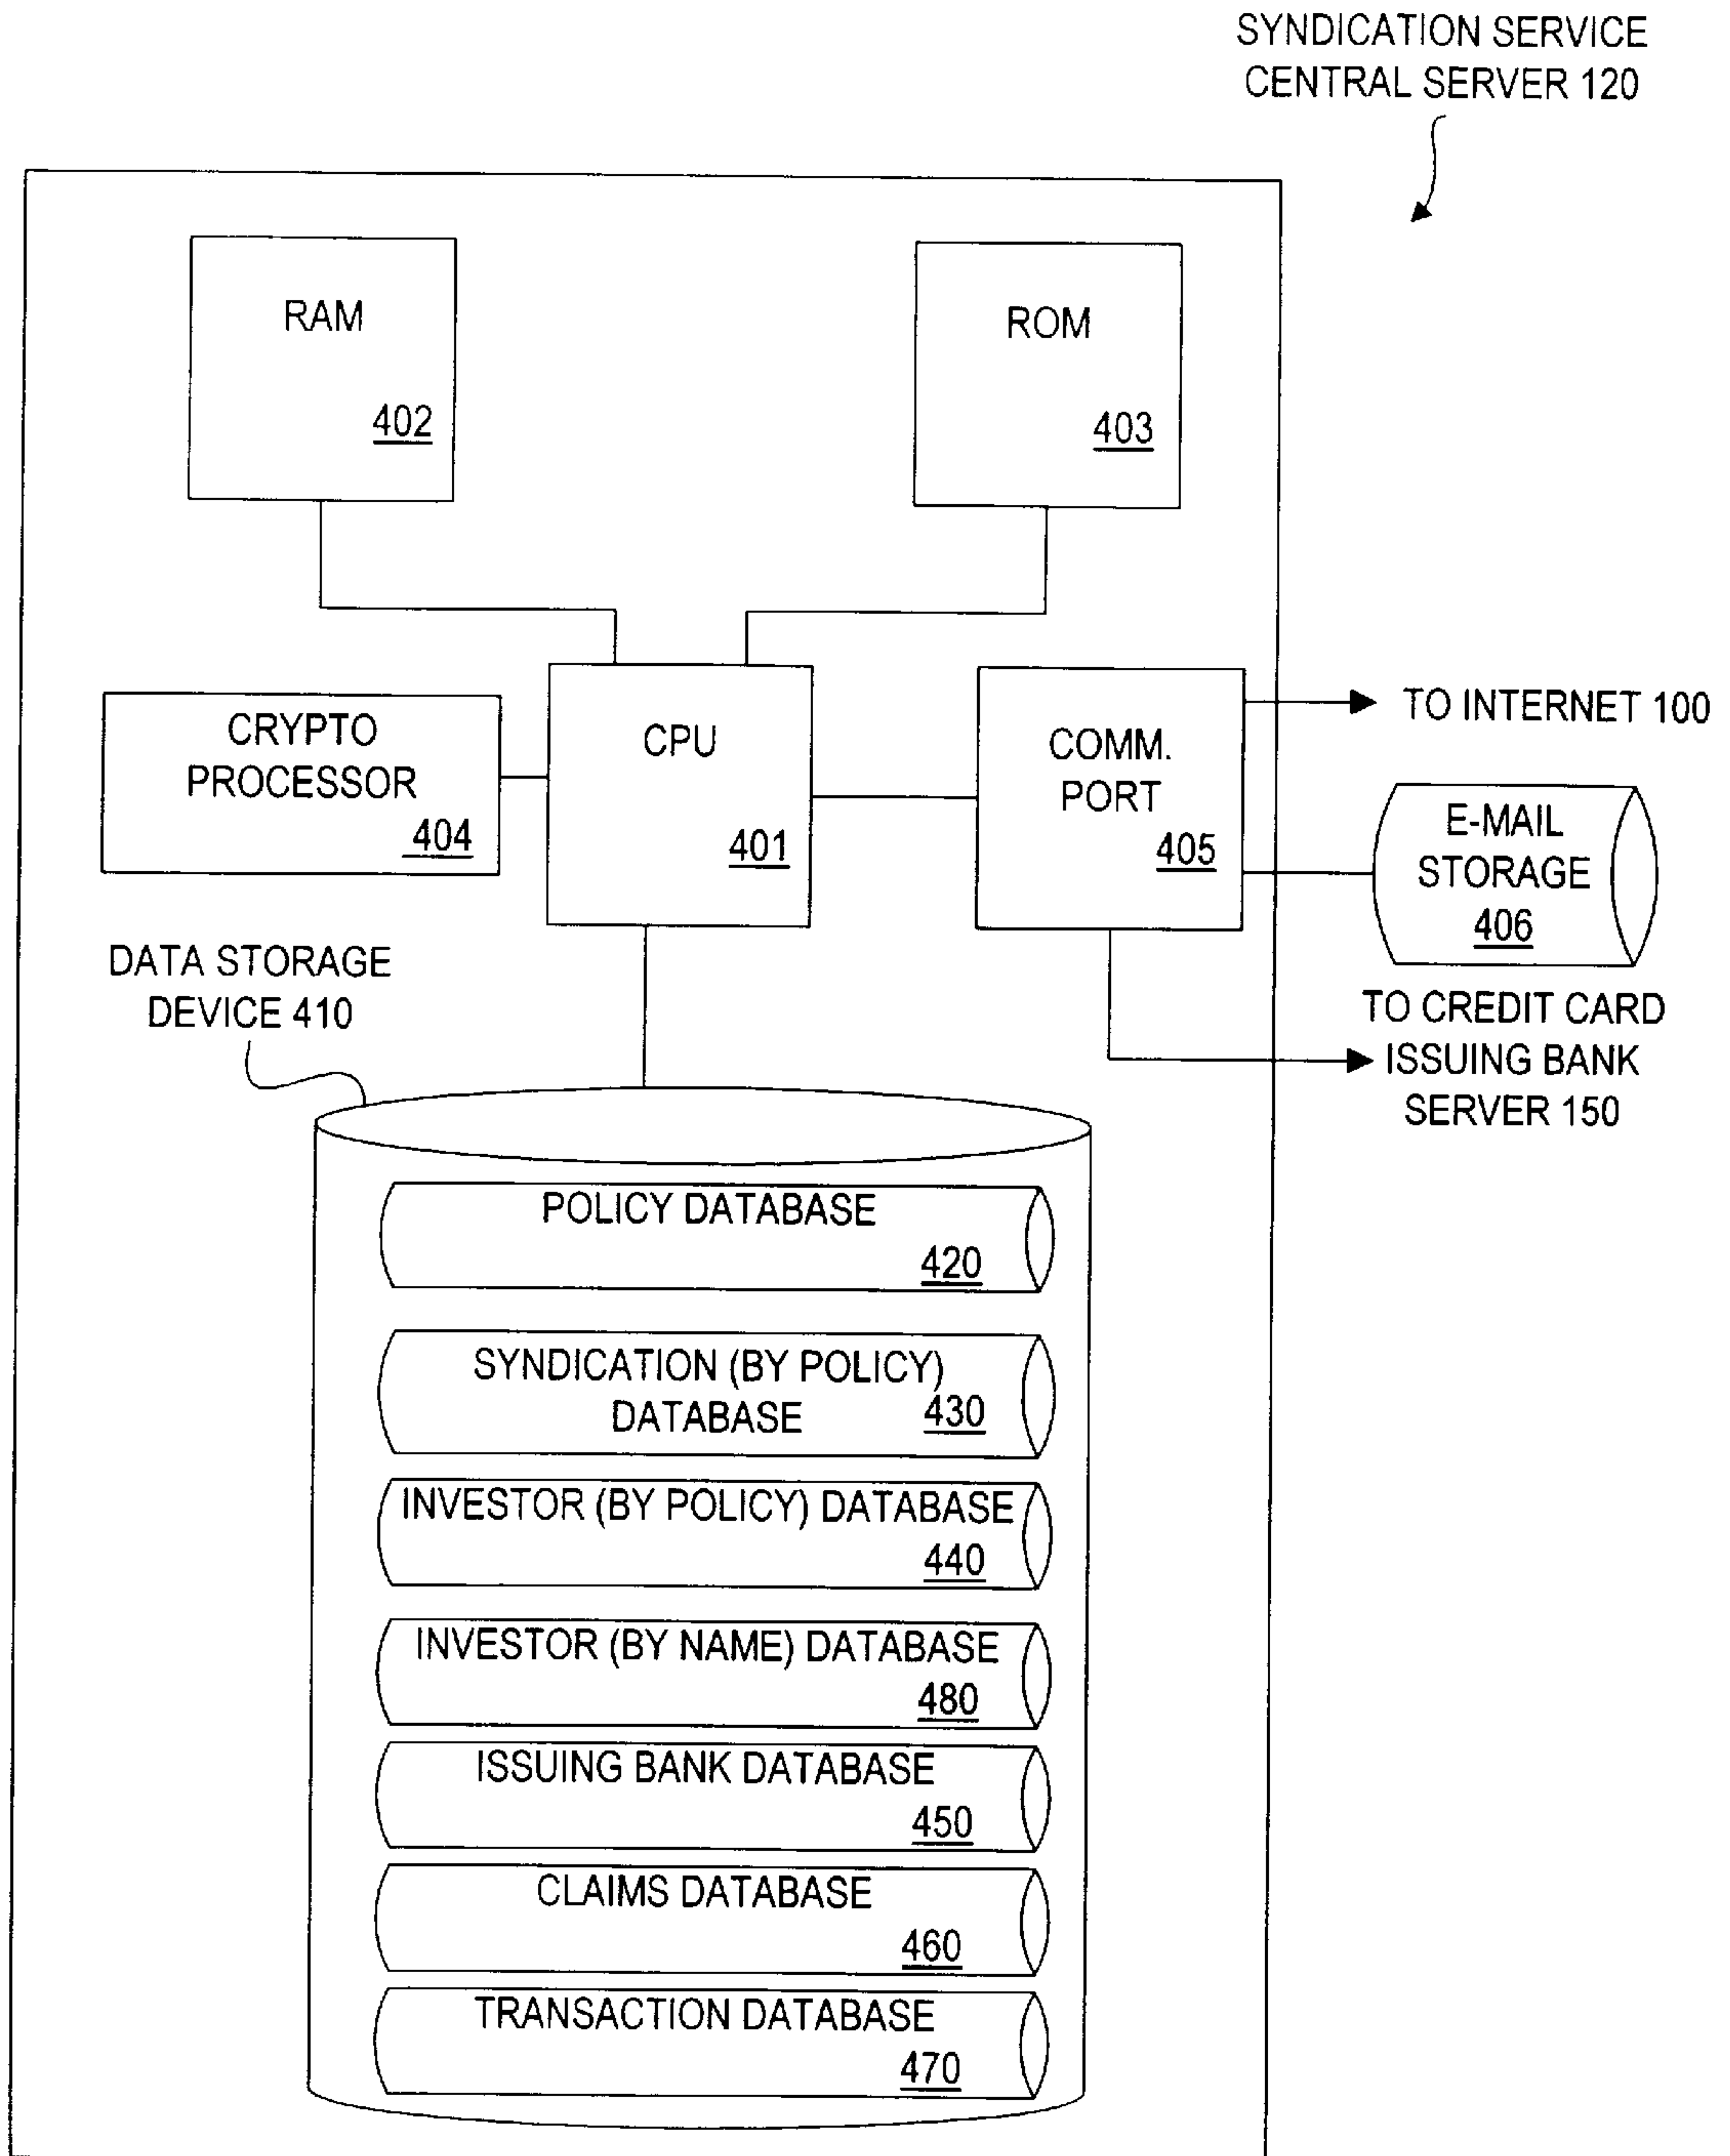 SYNDICATION SERVICE
CENTRAL SERVER 120
RAM
402
ROM
403
CRYPTO
PROCESSOR
404
CPU
401
COMM.
PORT
405
TO INTERNET 100
E-MAIL
STORAGE
406
TO CREDIT CARD
ISSUING BANK
SERVER 150
DATA STORAGE
DEVICE 410
POLICY DATABASE
420
SYNDICATION (BY POLICY)
DATABASE 430
INVESTOR (BY POLICY) DATABASE
440
INVESTOR (BY NAME) DATABASE
480
ISSUING BANK DATABASE
450
CLAIMS DATABASE
460
TRANSACTION DATABASE
470